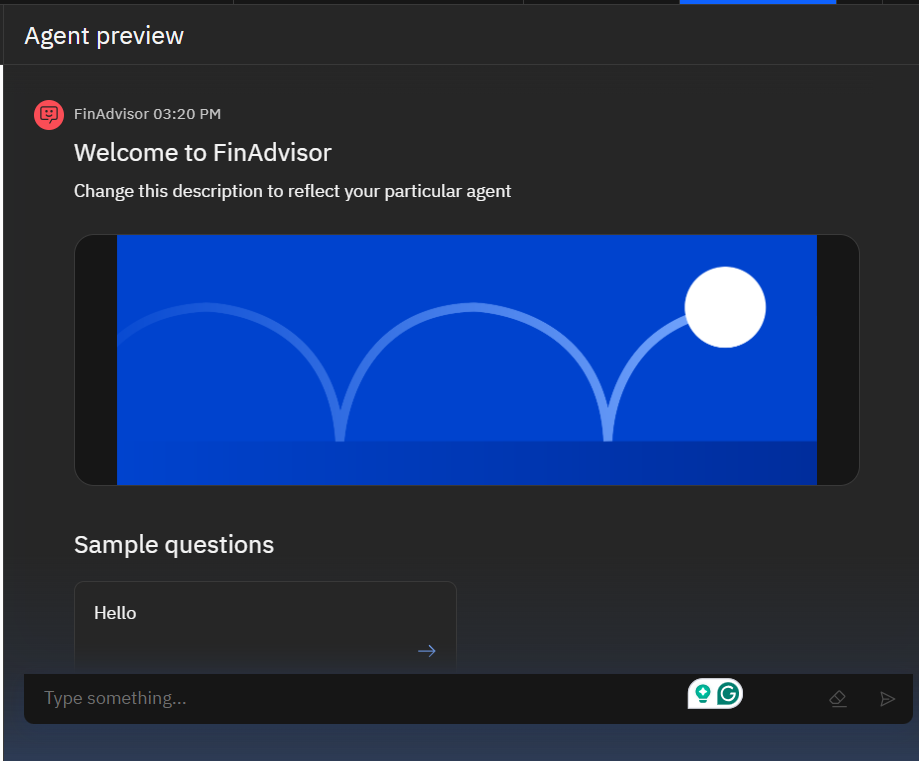 Agent preview
FinAdvisor 03:20 PM
Welcome to FinAdvisor
Change this description to reflect your particular agent
Sample questions
Hello
Type something...